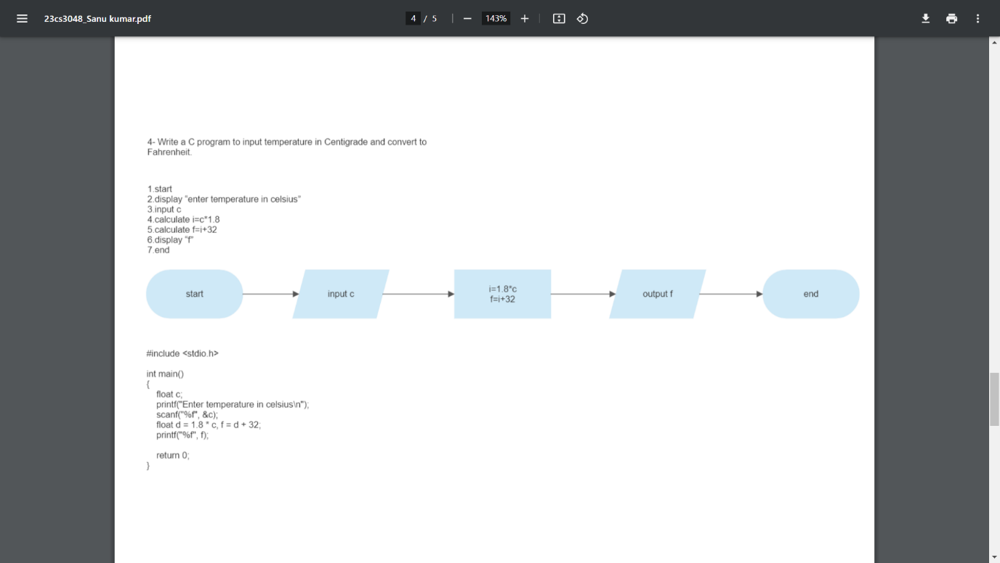 23cs3048_Sanu kumar.pdf
4 / 5
143%
4- Write a C program to input temperature in Centigrade and convert to
Fahrenheit.
1.start
2.display "enter temperature in celsius"
3.input c
4.calculate i=c*1.8
5.calculate f=i+32
6.display "f"
7.end
start
input c
i=1.8*c
f=i+32
output f
end
#include <stdio.h>
int main()
{
float c;
printf("Enter temperature in celsius\n");
scanf("%f", &c);
float d = 1.8 * c, f = d + 32;
printf("%f", f);
return 0;
}